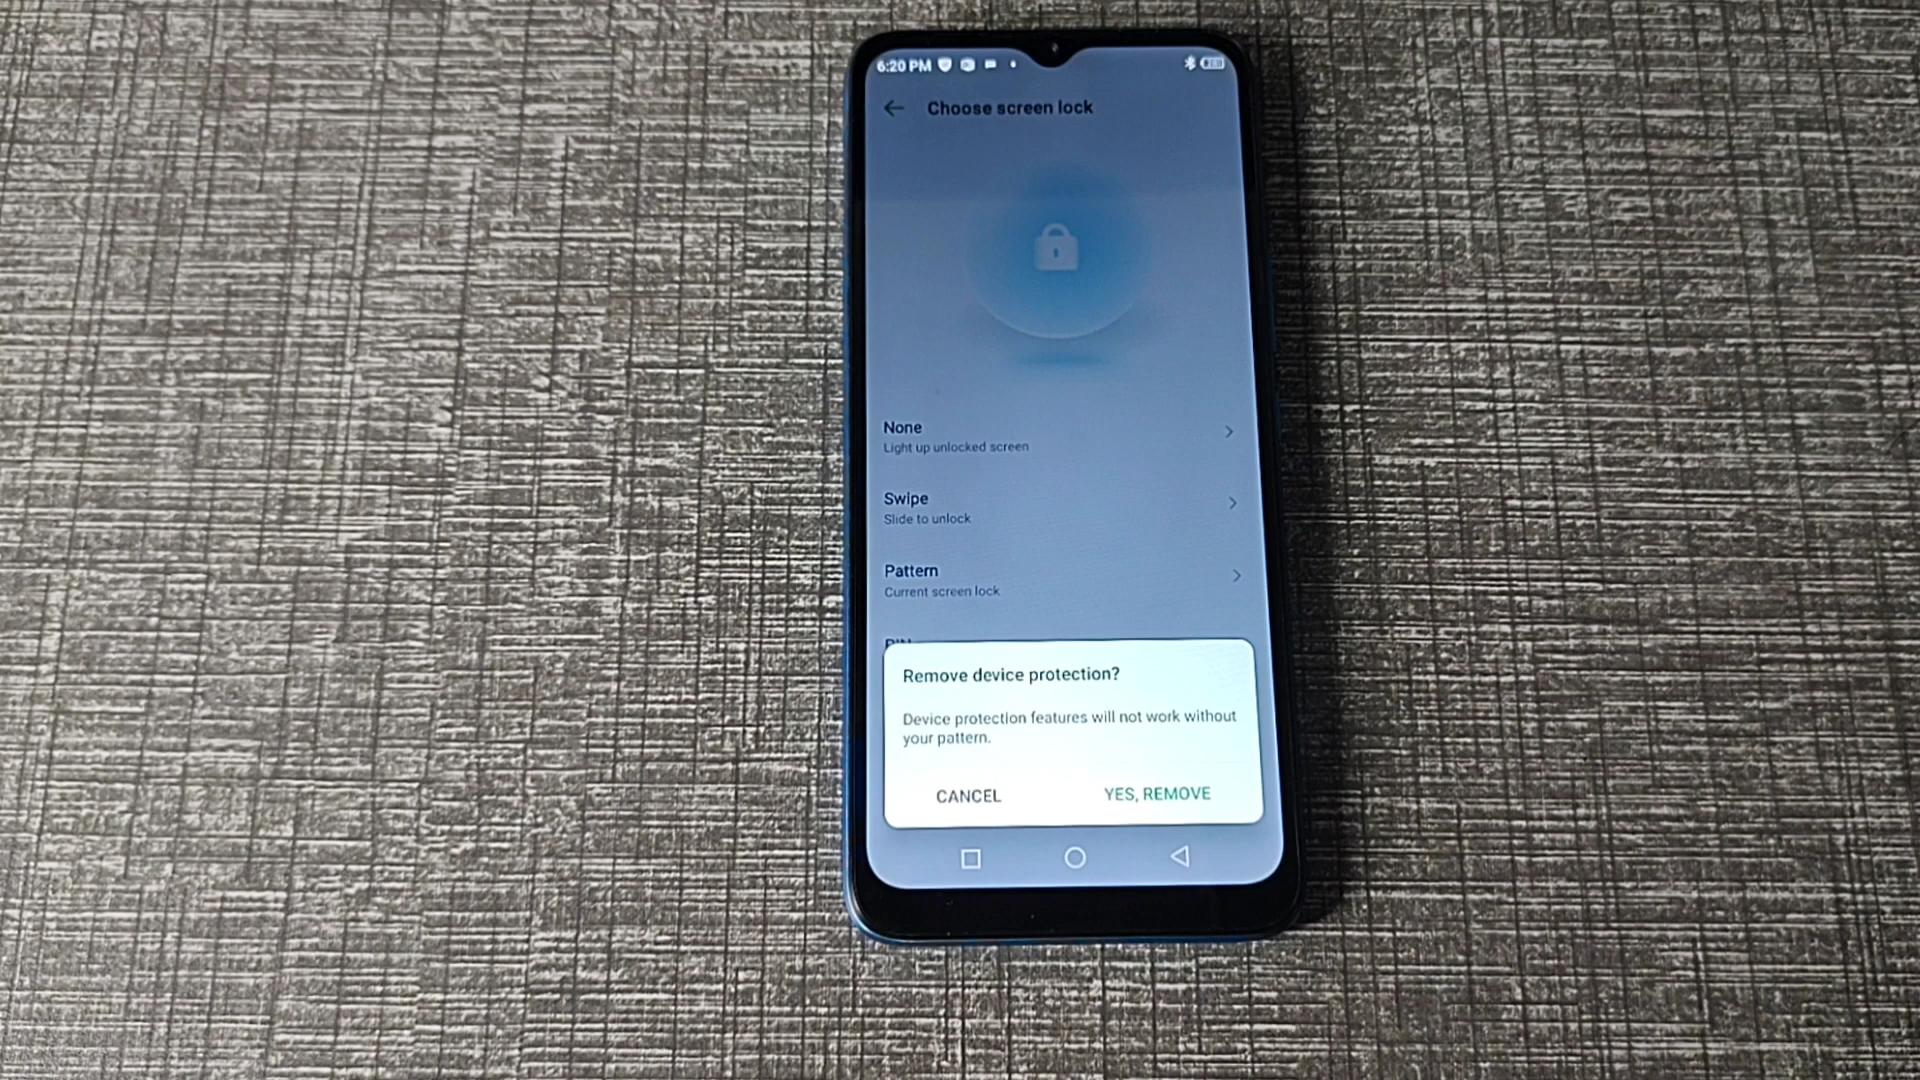 6:20 PM
Choose screen lock
None
Light up unlocked screen
Swipe
Slide to unlock
Pattern
Current screen lock
Remove device protection?
Device protection features will not work without
your pattern.
CANCEL
YES, REMOVE